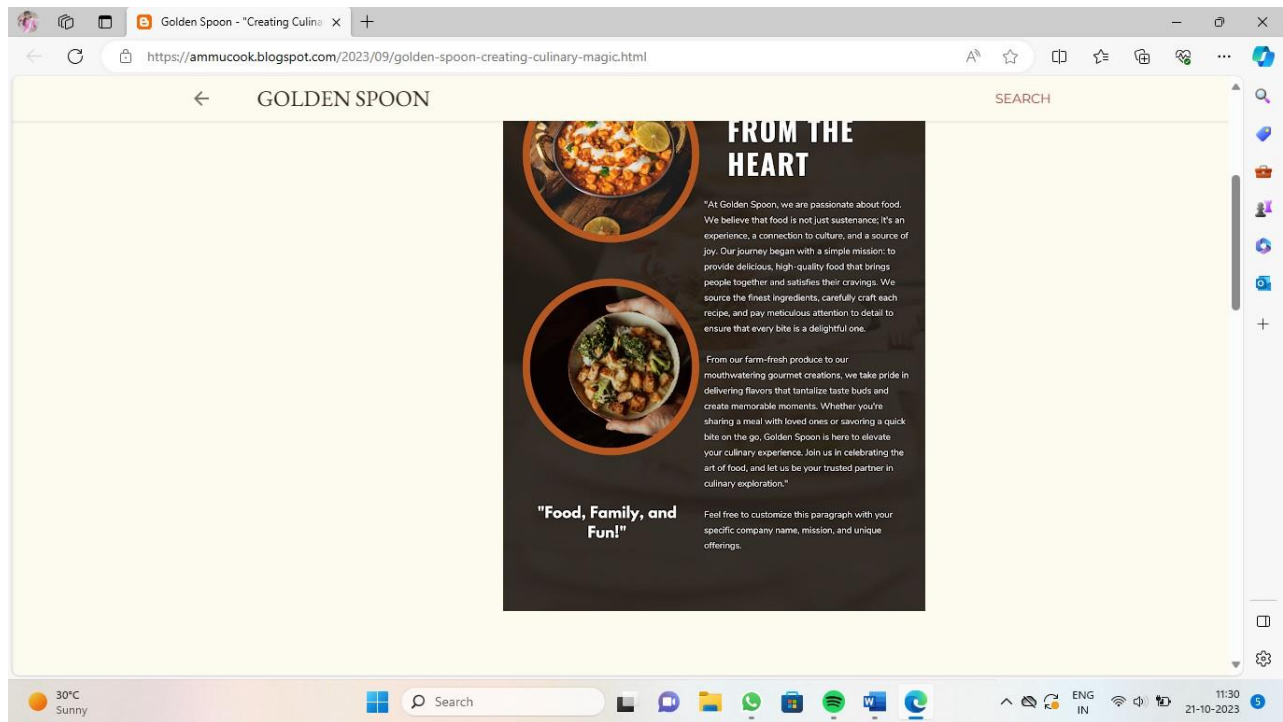 Golden Spoon - "Creating Culina
https://ammucook.blogspot.com/2023/09/golden-spoon-creating-culinary-magic.html
GOLDEN SPOON
SEARCH
FROM THE
HEART
"At Golden Spoon, we are passionate about food.
We believe that food is not just sustenance; it's an
experience, a connection to culture, and a source of
joy. Our journey began with a simple mission: to
provide delicious, high-quality food that brings
people together and satisfies their cravings. We
source the finest ingredients, carefully craft each
recipe, and pay meticulous attention to detail to
ensure that every bite is a delightful one.
From our farm-fresh produce to our
mouthwatering gourmet creations, we take pride in
delivering flavors that tantalize taste buds and
create memorable moments. Whether you're
sharing a meal with loved ones or savoring a quick
bite on the go, Golden Spoon is here to elevate
your culinary experience. Join us in celebrating the
art of food, and let us be your trusted partner in
culinary exploration."
"Food, Family, and
Fun!"
Feel free to customize this paragraph with your
specific company name, mission, and unique
offerings.
30°C
Sunny
Search
ENG
IN
11:30
21-10-2023
5